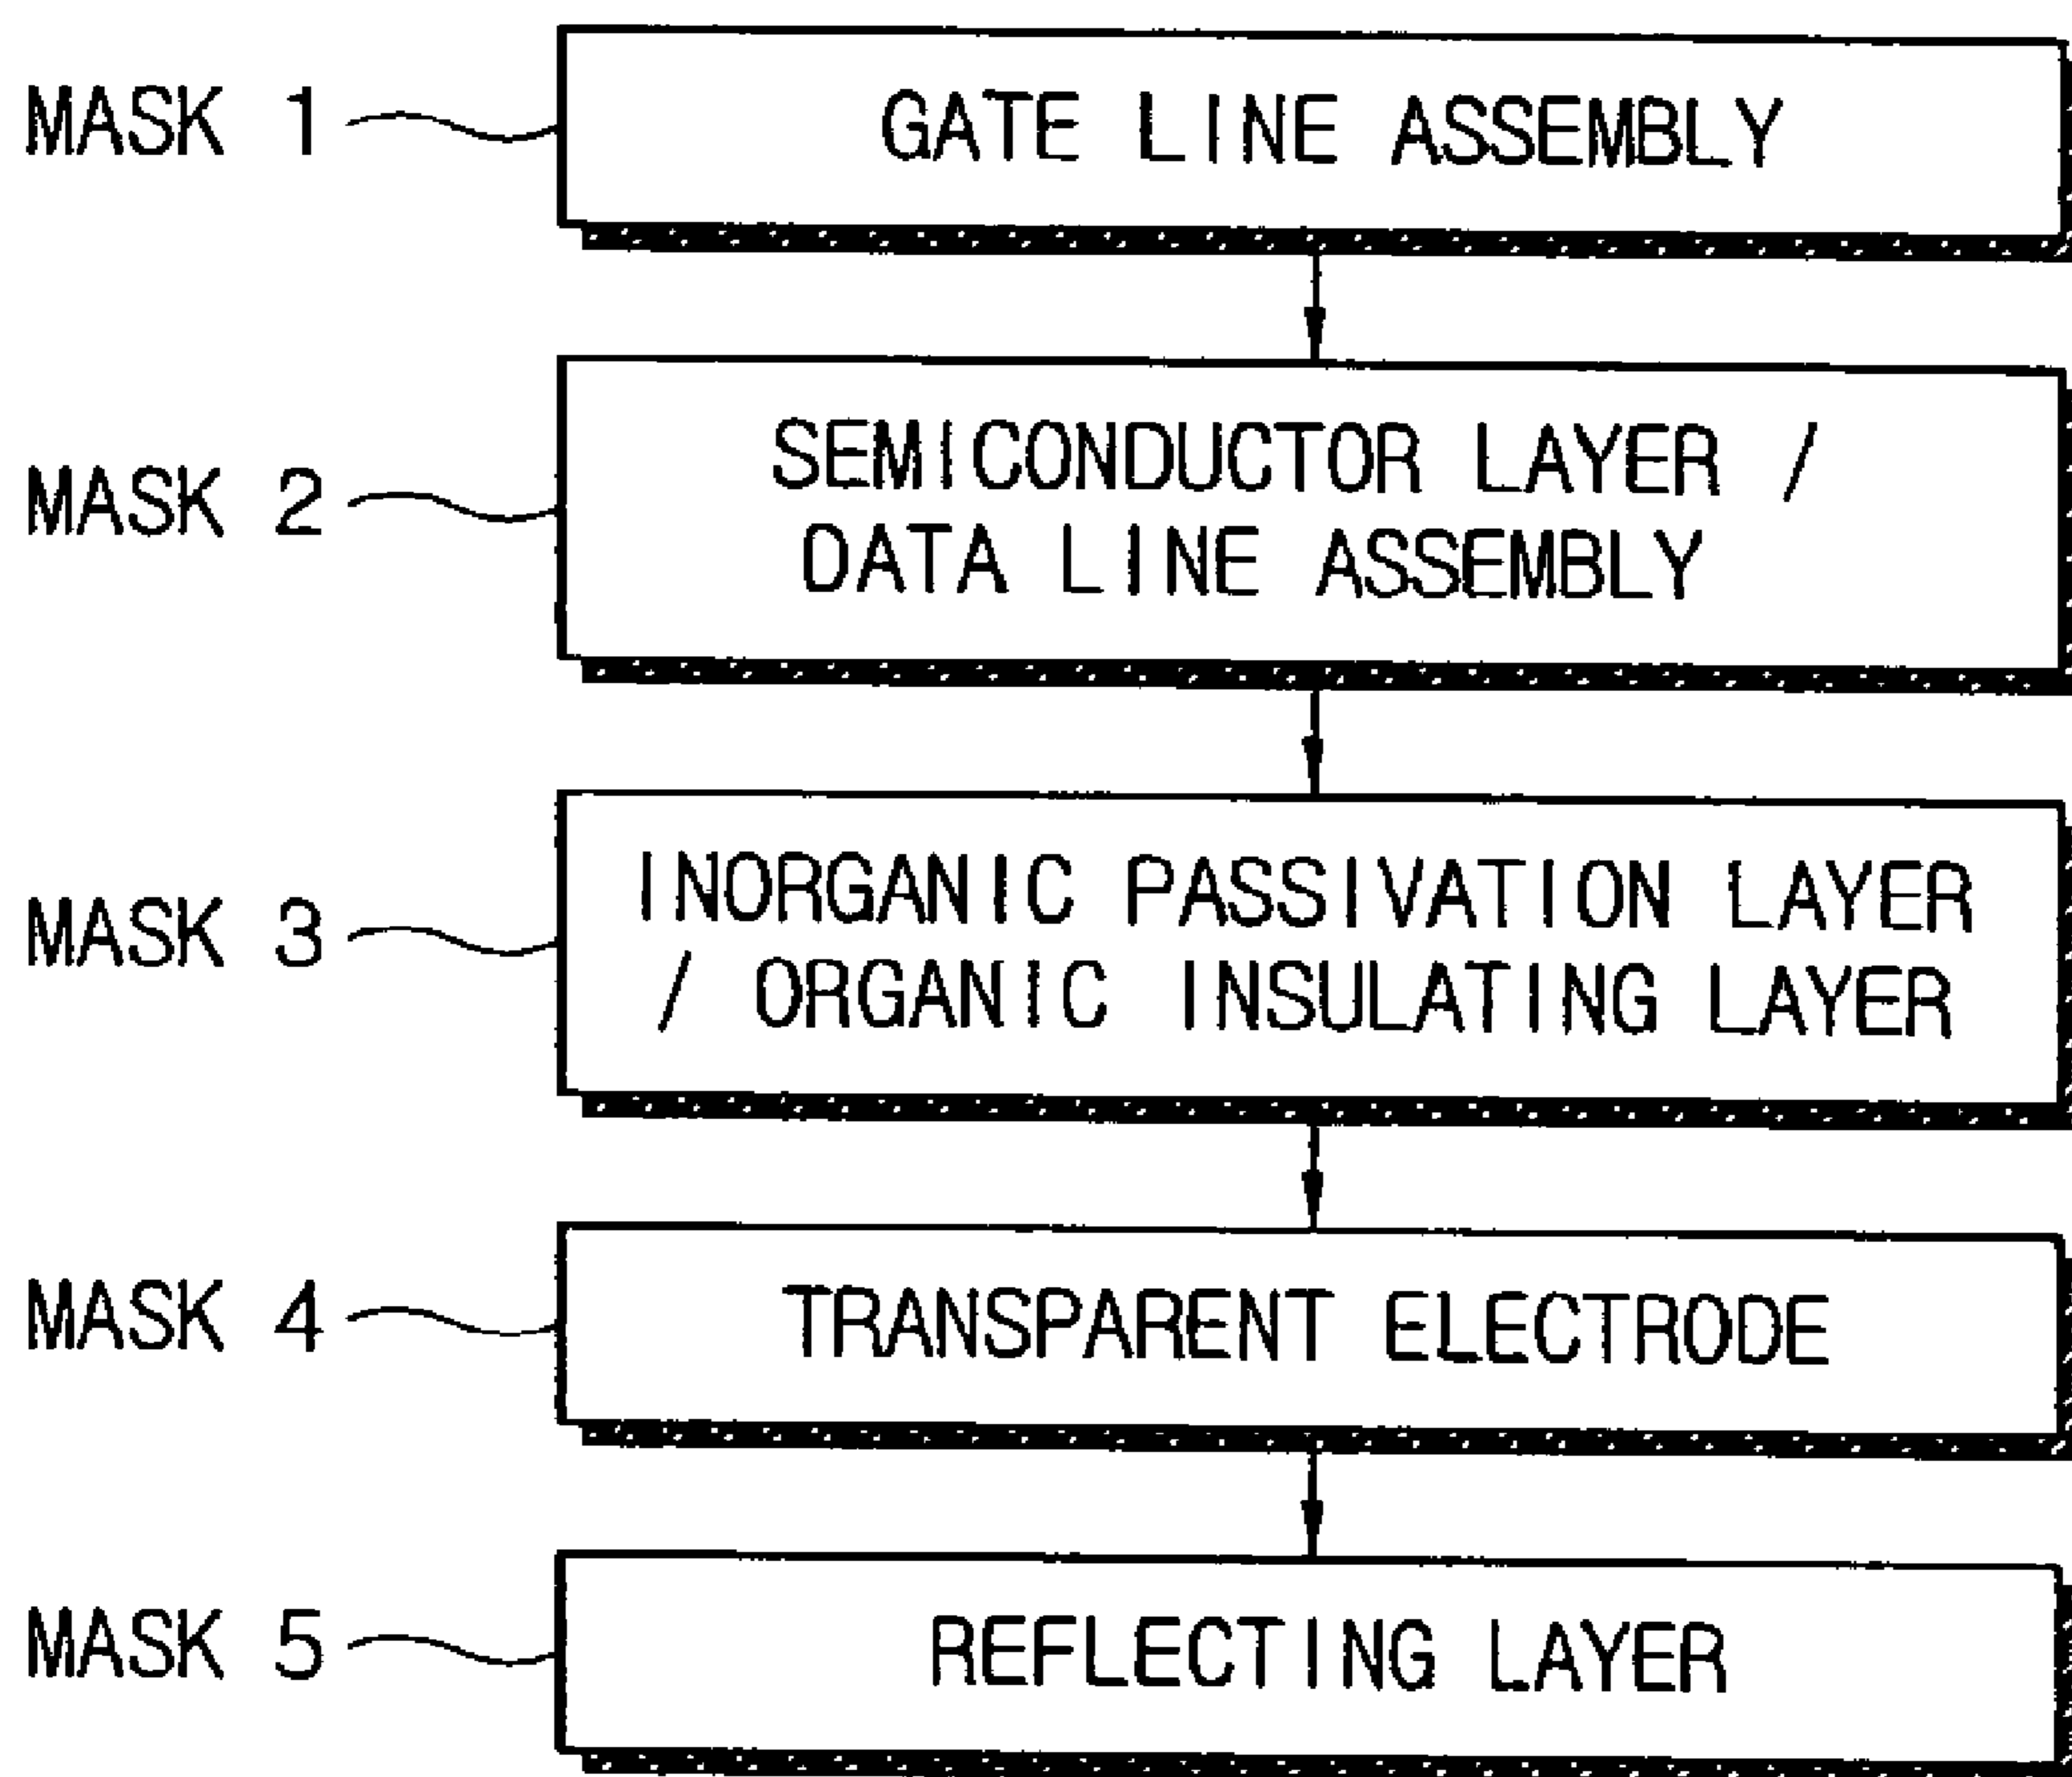 MASK 1
GATE LINE ASSEMBLY
MASK 2
SEMICONDUCTOR LAYER /
DATA LINE ASSEMBLY
MASK 3
INORGANIC PASSIVATION LAYER
/ ORGANIC INSULATING LAYER
MASK 4
TRANSPARENT ELECTRODE
MASK 5
REFLECTING LAYER